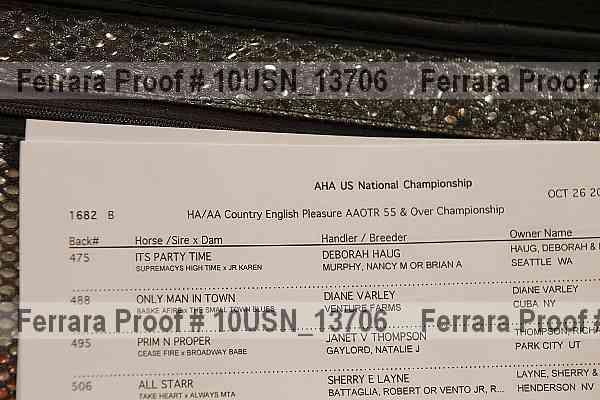 Ferrara Proof # 10USN_13706 Ferrara Proof #
AHA US National Championship
OCT 26 20
1682 B HA/AA Country English Pleasure AAOTR 55 & Over Championship
Back# Horse /Sire x Dam Handler / Breeder Owner Name
475 ITS PARTY TIME DEBORAH HAUG HAUG, DEBORAH &
SUPREMACYS HIGH TIME x JR KAREN MURPHY, NANCY M OR BRIAN A SEATTLE WA
488 ONLY MAN IN TOWN DIANE VARLEY DIANE VARLEY
BASKE AFIRE x THE SMALL TOWN BLUES VENTURE FARMS CUBA NY
Ferrara Proof # 10USN_13706 Ferrara Proof #
495 PRIM N PROPER JANET V THOMPSON THOMPSON, RICHA
CEASE FIRE x BROADWAY BABE GAYLORD, NATALIE J PARK CITY UT
506 ALL STARR SHERRY E LAYNE LAYNE, SHERRY &
TAKE HEART x ALWAYS MTA BATTAGLIA, ROBERT OR VENTO JR, R... HENDERSON NV